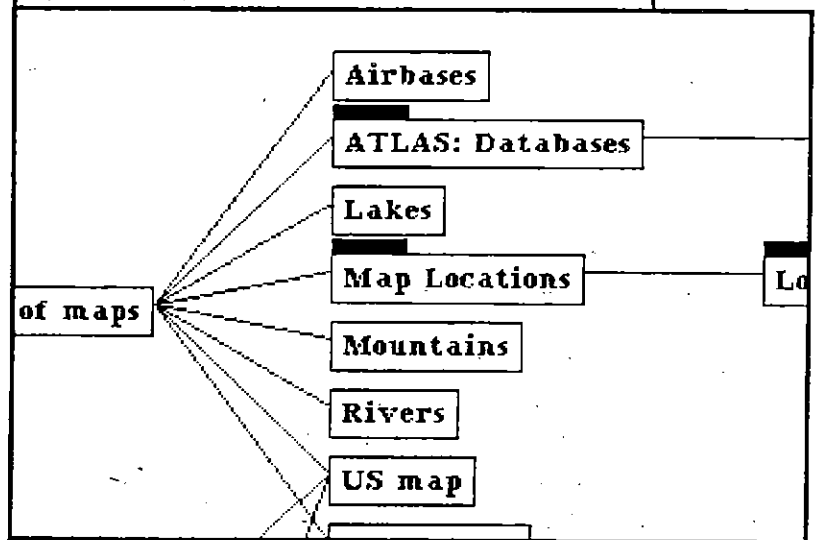 Airbases
ATLAS: Databases
Lakes
Map Locations
Lo
of maps
Mountains
Rivers
US map